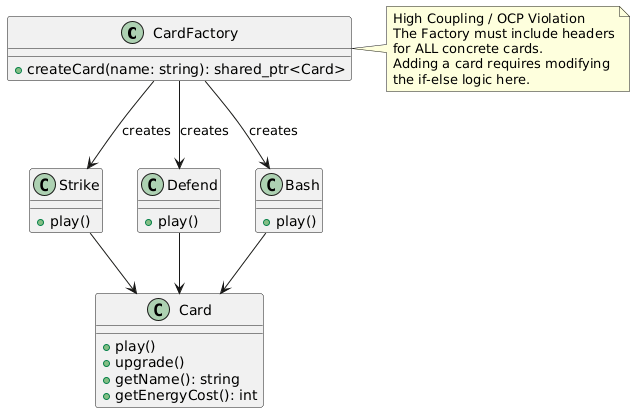 C CardFactory
createCard(name: string): shared_ptr<Card>
High Coupling / OCP Violation
The Factory must include headers
for ALL concrete cards.
Adding a card requires modifying
the if-else logic here.
creates
creates
creates
C Strike
play()
C Defend
play()
C Bash
play()
C Card
play()
upgrade()
getName(): string
getEnergyCost(): int